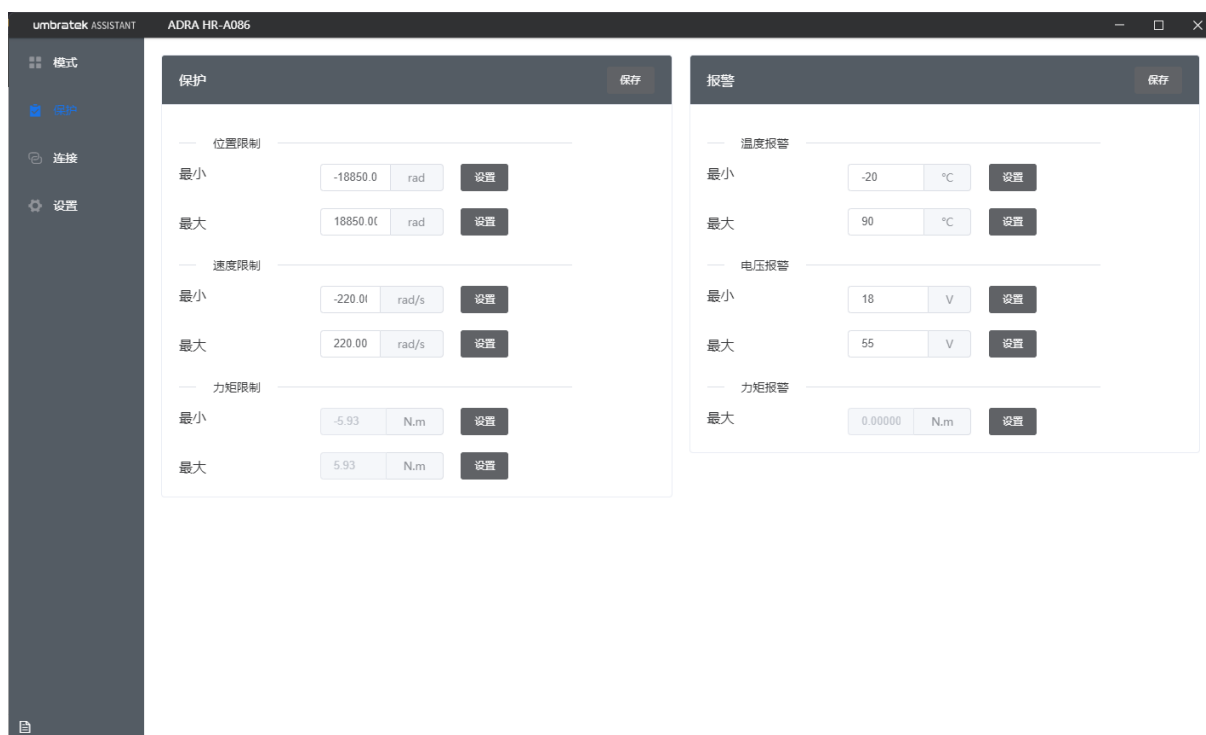 umbratek ASSISTANT ADRA HR-A086
模式
保护
连接
设置
保护 保存
位置限制
最小 -18850.0 rad 设置
最大 18850.00 rad 设置
速度限制
最小 -220.00 rad/s 设置
最大 220.00 rad/s 设置
力矩限制
最小 -5.93 N.m 设置
最大 5.93 N.m 设置
报警 保存
温度报警
最小 -20 °C 设置
最大 90 °C 设置
电压报警
最小 18 V 设置
最大 55 V 设置
力矩报警
最大 0.00000 N.m 设置